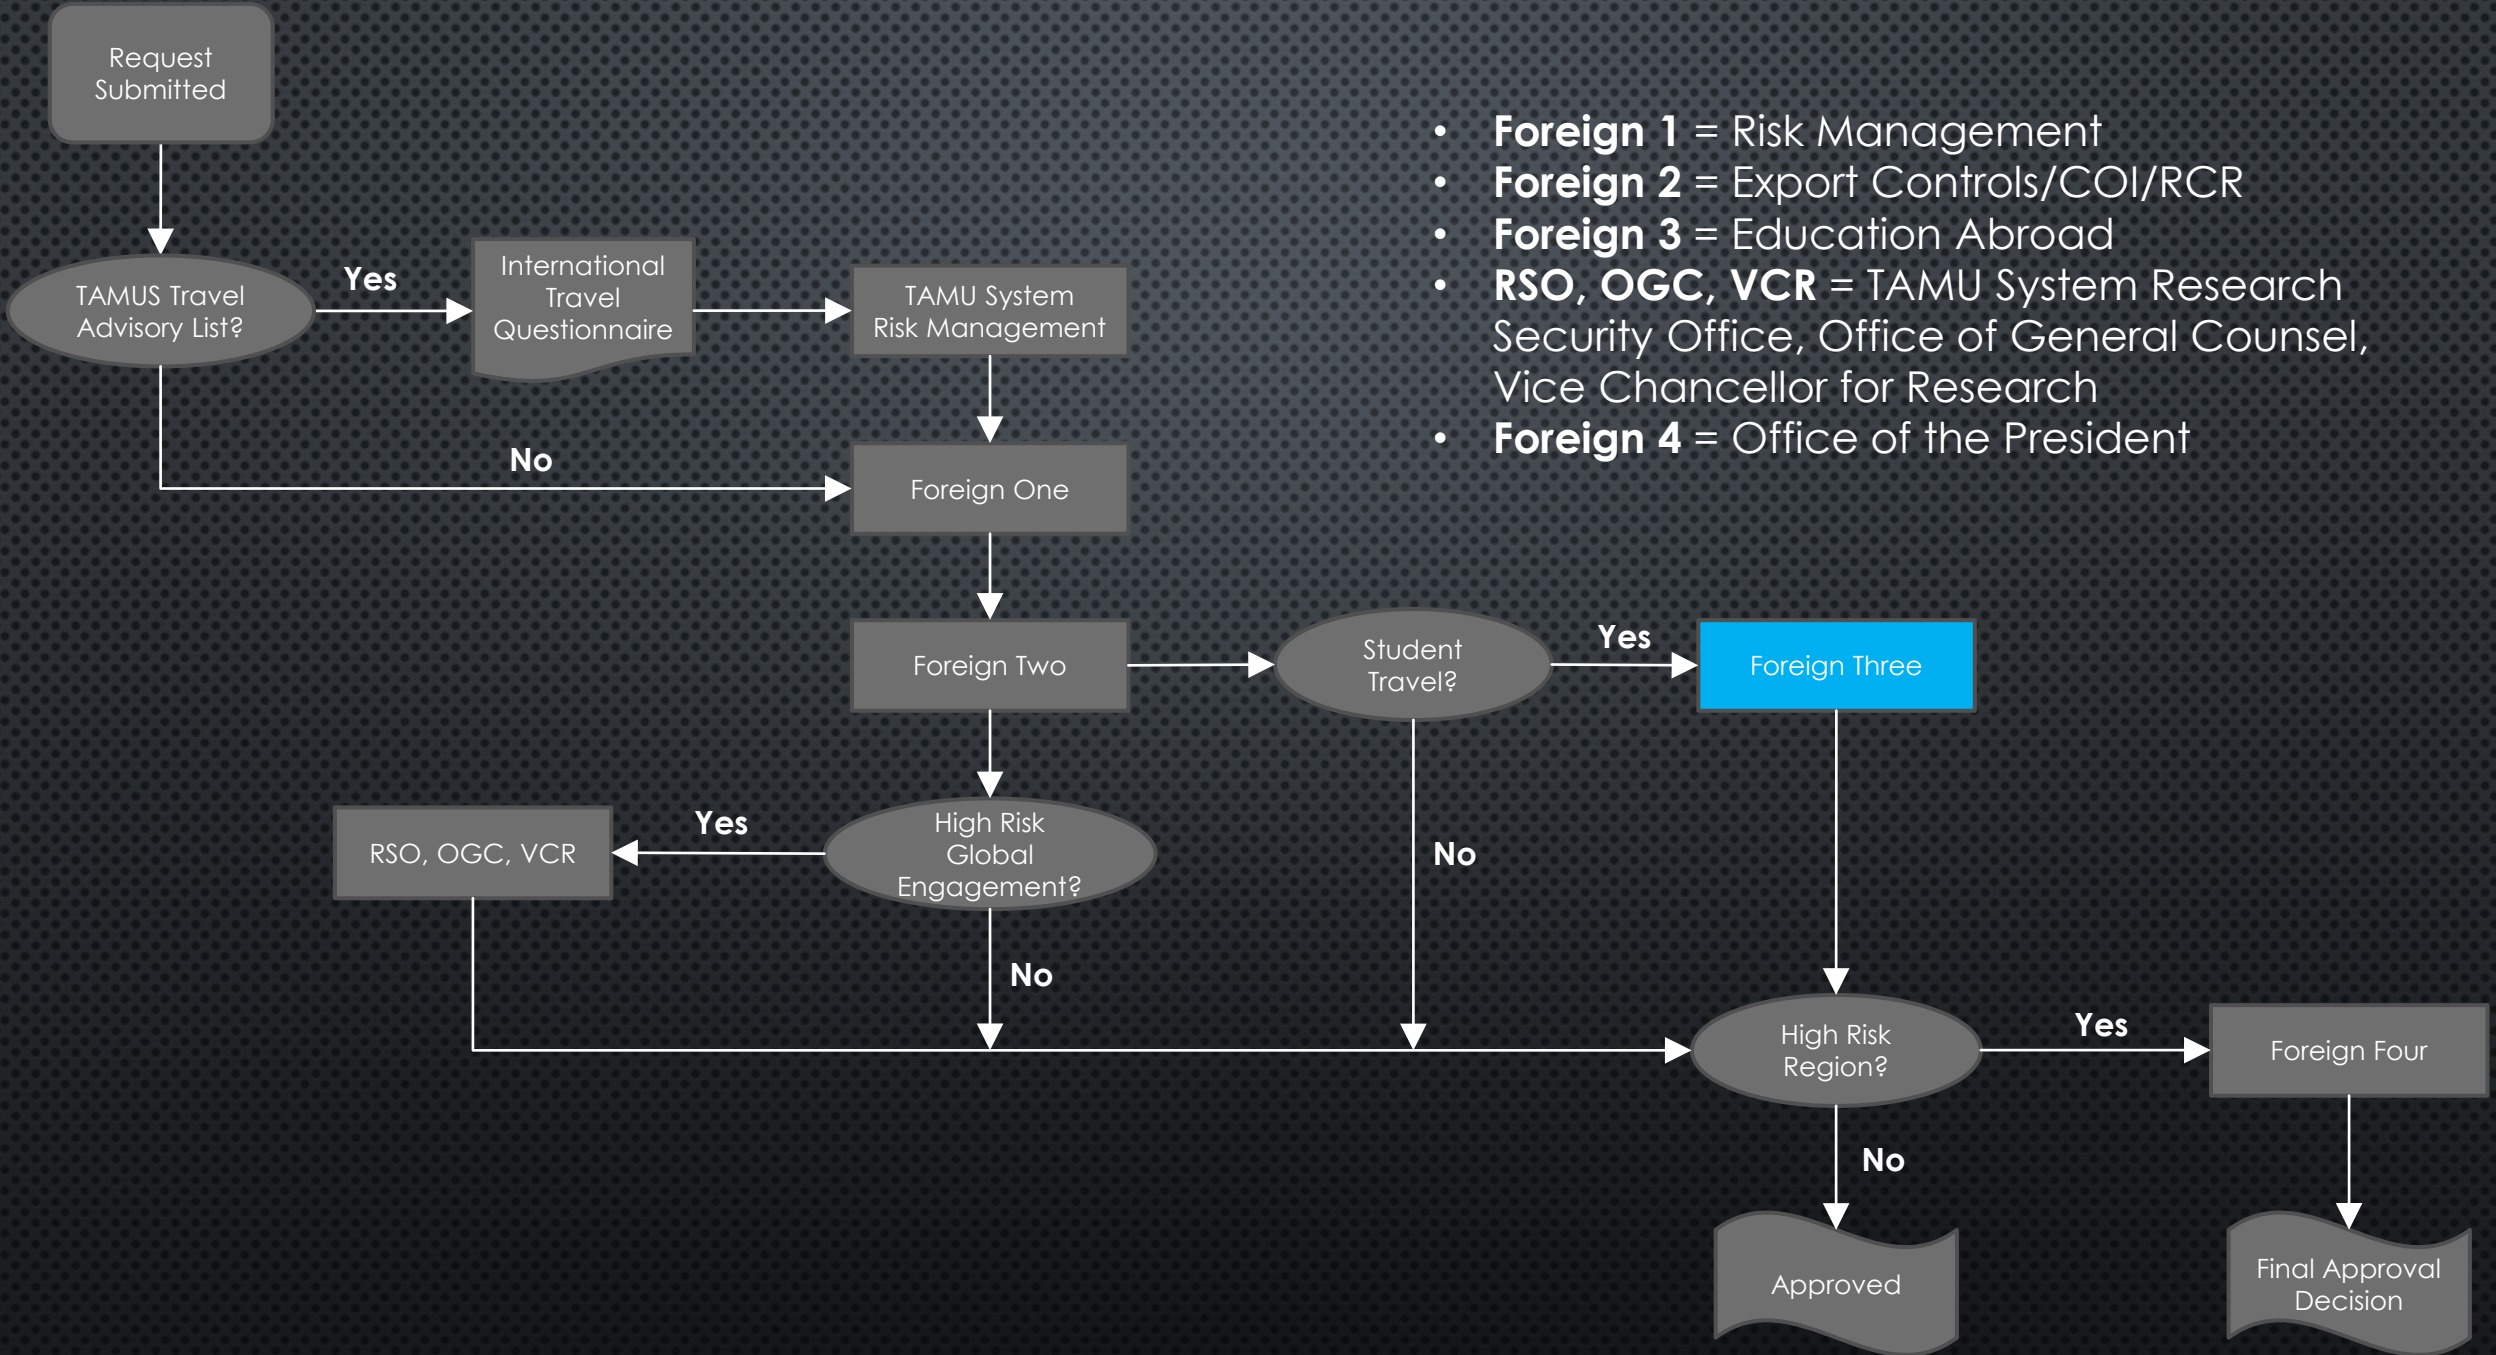 Request
Submitted
• Foreign 1 = Risk Management
• Foreign 2 = Export Controls/COI/RCR
• Foreign 3 = Education Abroad
• RSO, OGC, VCR = TAMU System Research
Security Office, Office of General Counsel,
Vice Chancellor for Research
• Foreign 4 = Office of the President
TAMUS Travel
Advisory List?
Yes
International
Travel
Questionnaire
TAMU System
Risk Management
No
Foreign One
Foreign Two
Student
Travel?
Yes
Foreign Three
RSO, OGC, VCR
Yes
High Risk
Global
Engagement?
No
No
High Risk
Region?
Yes
Foreign Four
No
Approved
Final Approval
Decision